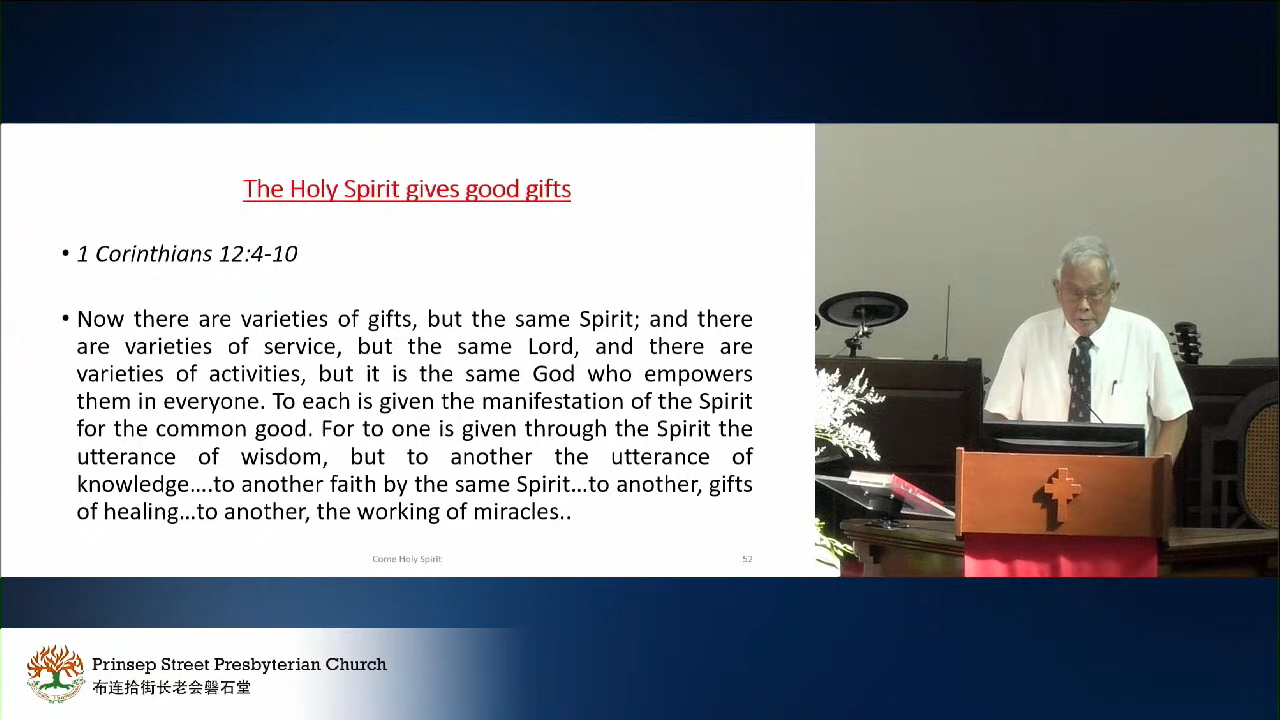 The Holy Spirit gives good gifts
• 1 Corinthians 12:4-10
• Now there are varieties of gifts, but the same Spirit; and there
are varieties of service, but the same Lord, and there are
varieties of activities, but it is the same God who empowers
them in everyone. To each is given the manifestation of the Spirit
for the common good. For to one is given through the Spirit the
utterance of wisdom, but to another the utterance of
knowledge....to another faith by the same Spirit...to another, gifts
of healing...to another, the working of miracles..
Come Holy Spirit
52
Prinsep Street Presbyterian Church
布连拾街长老会磐石堂